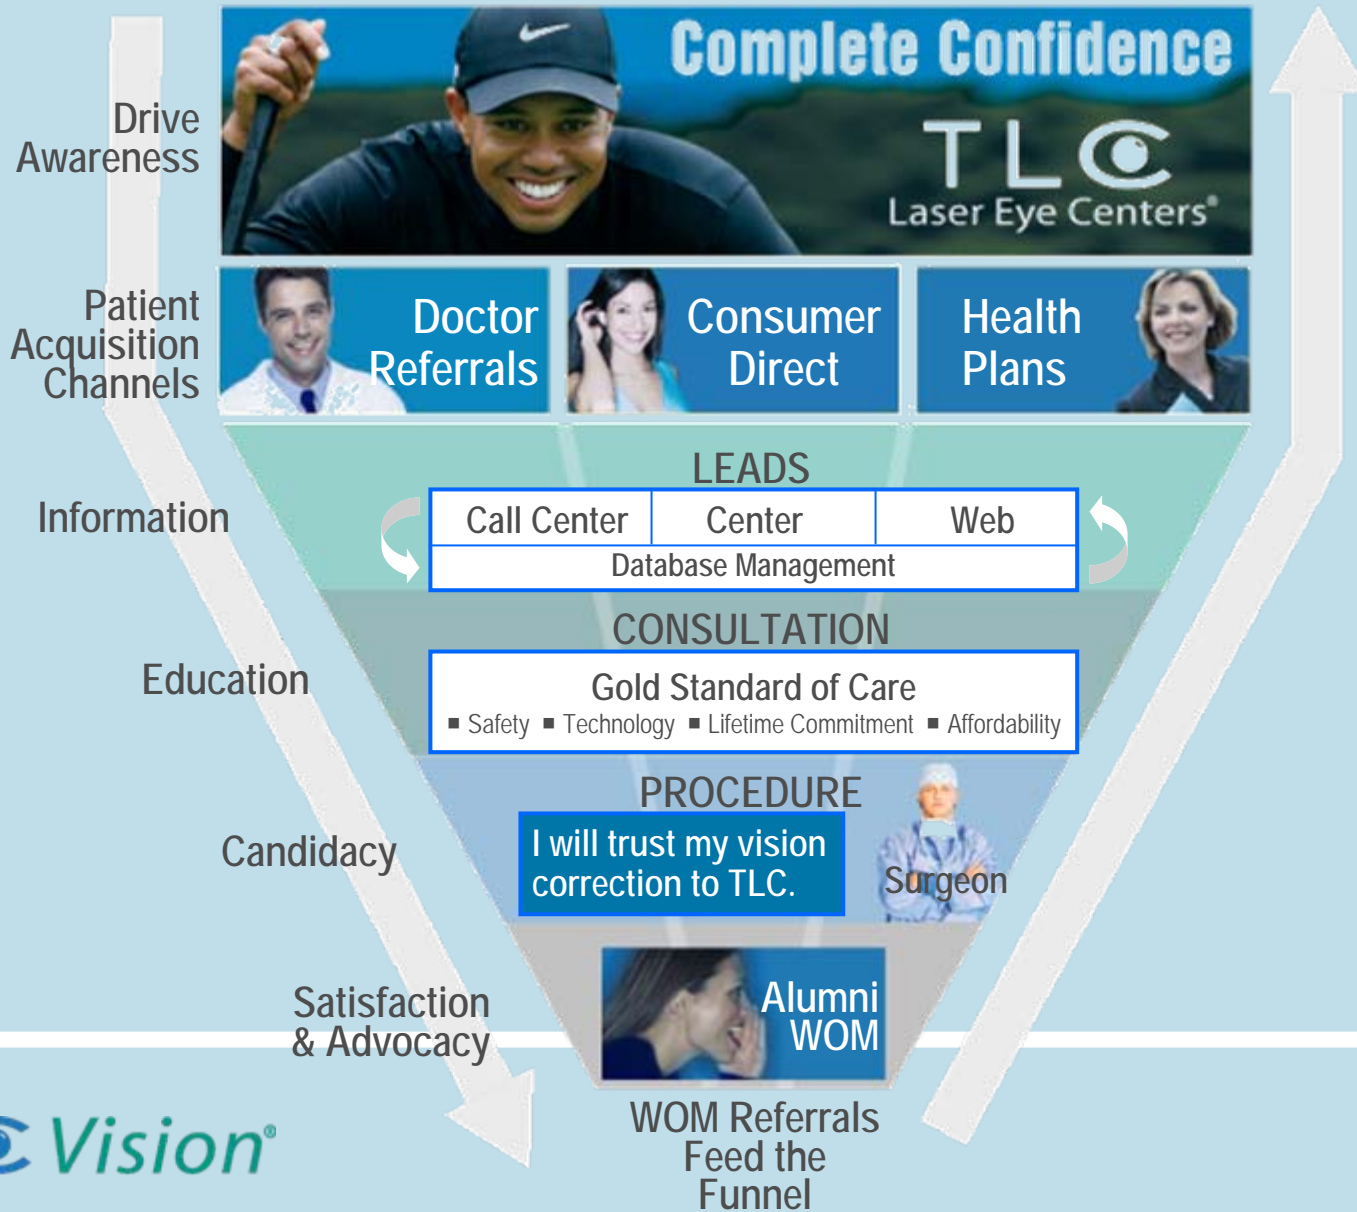 Complete Confidence
TLC
Laser Eye Centers®
Drive
Awareness
Patient
Acquisition
Channels
Doctor
Referrals
Consumer
Direct
Health
Plans
LEADS
Information
Call Center
Center
Web
Database Management
CONSULTATION
Education
Gold Standard of Care
▪ Safety ▪ Technology ▪ Lifetime Commitment ▪ Affordability
PROCEDURE
Candidacy
I will trust my vision
correction to TLC.
Surgeon
Satisfaction
& Advocacy
Alumni
WOM
WOM Referrals
Feed the
Funnel
C Vision®